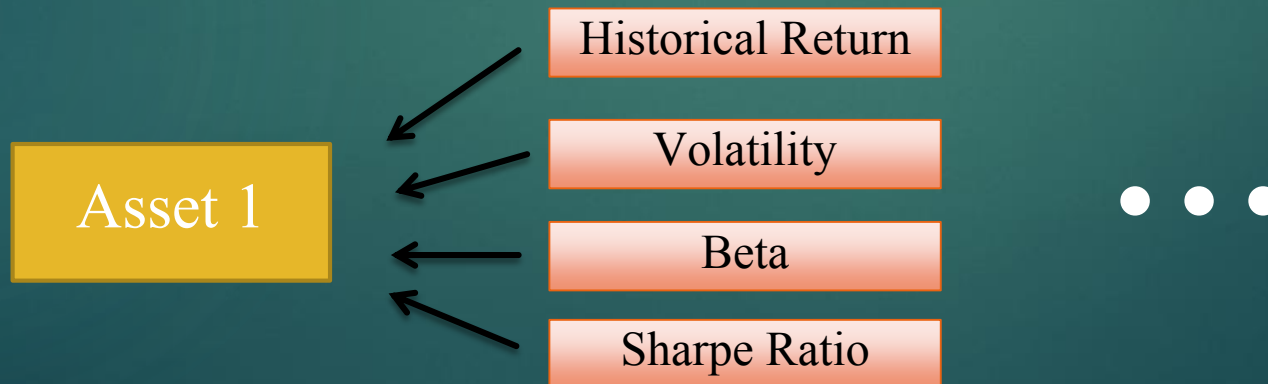 Historical Return
Volatility
Asset 1
Beta
Sharpe Ratio